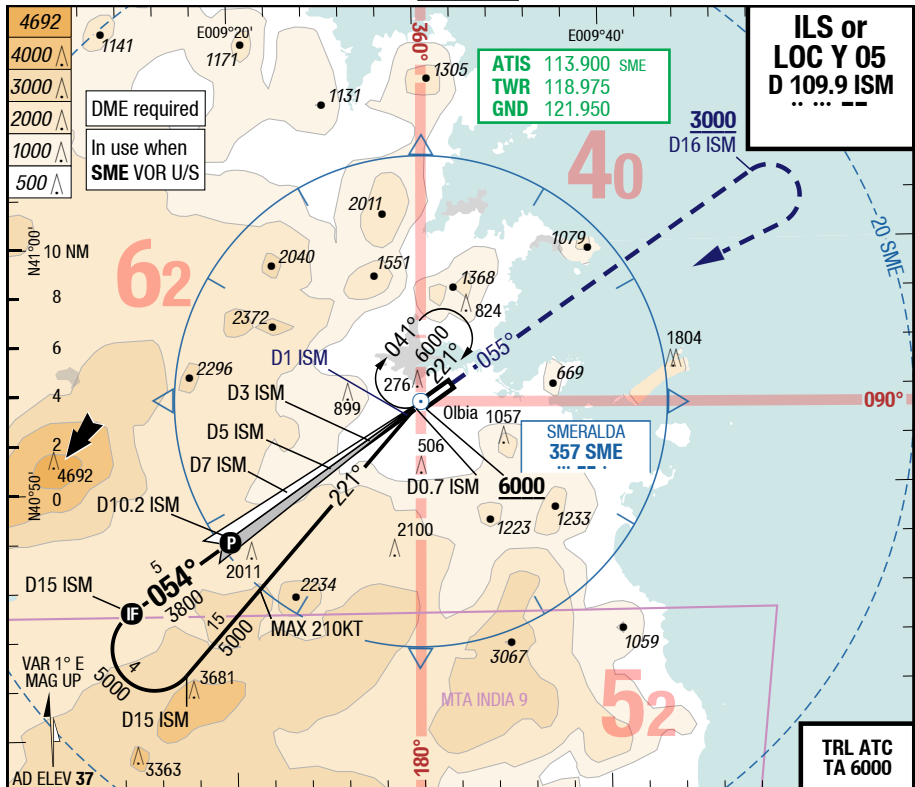 4692
4000
3000
2000
1000
500
1141
E009°20'
1171
360°
1305
1131
E009°40'
ATIS 113.900 SME
TWR 118.975
GND 121.950
ILS or
LOC Y 05
D 109.9 ISM
DME required
In use when
SME VOR U/S
3000
D16 ISM
40
20 SME
2011
1079
N41°00'
10 NM
62
2040
1551
1368
824
8
2372
041°
6000
221°
055°
6
D1 ISM
1804
2296
276
669
D3 ISM
4
899
Olbia
090°
D5 ISM
1057
SMERALDA
357 SME
506
2
D7 ISM
4692
221°
D0.7 ISM
6000
N40°50'
0
D10.2 ISM
1223
1233
P
2100
2011
5
054°
D15 ISM
3800
2234
IF
15
5000
MAX 210KT
1059
3067
4
5000
VAR 1° E
MAG UP
3681
MTA INDIA 9
52
D15 ISM
180°
3363
AD ELEV 37
TRL ATC
TA 6000